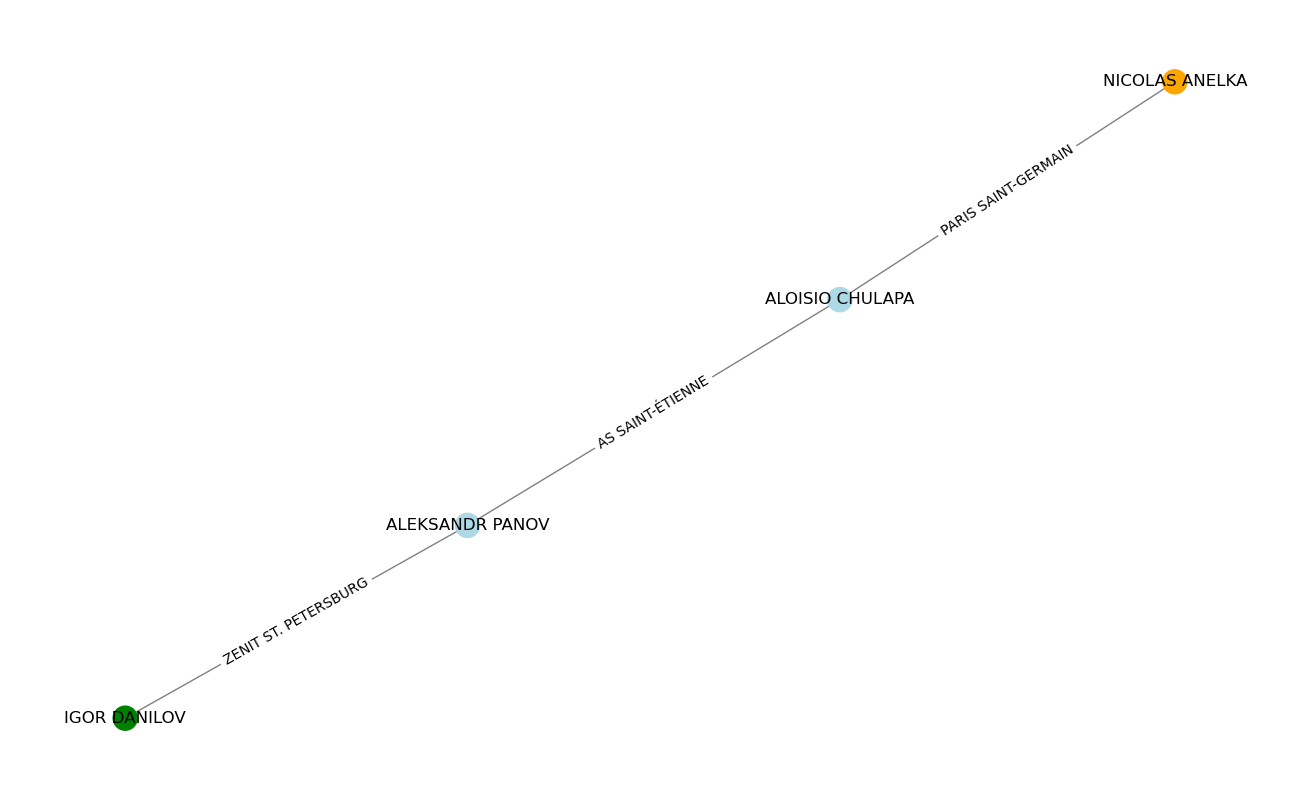 NICOLAS ANELKA
PARIS SAINT-GERMAIN
ALOISIO CHULAPA
AS SAINT-ÉTIENNE
ALEKSANDR PANOV
ZENIT ST. PETERSBURG
IGOR DANILOV